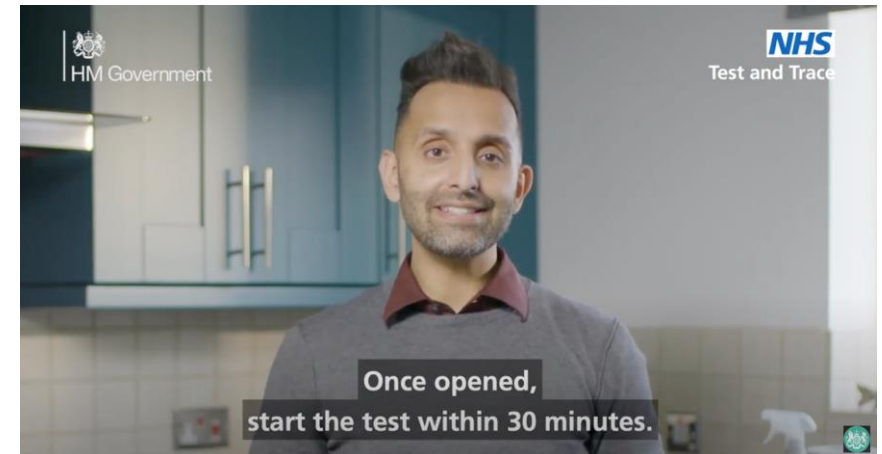 HM Government
NHS
Test and Trace
Once opened,
start the test within 30 minutes.